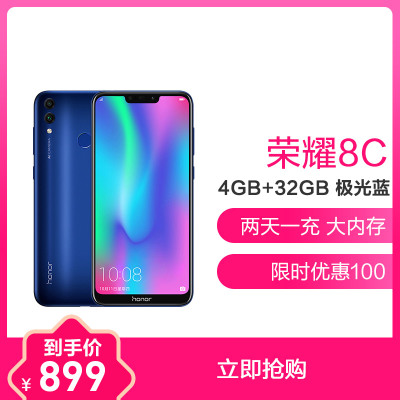 荣耀8C
4GB+32GB 极光蓝
两天一充 大内存
限时优惠100
10:08
honor
honor
到手价
¥899
立即抢购